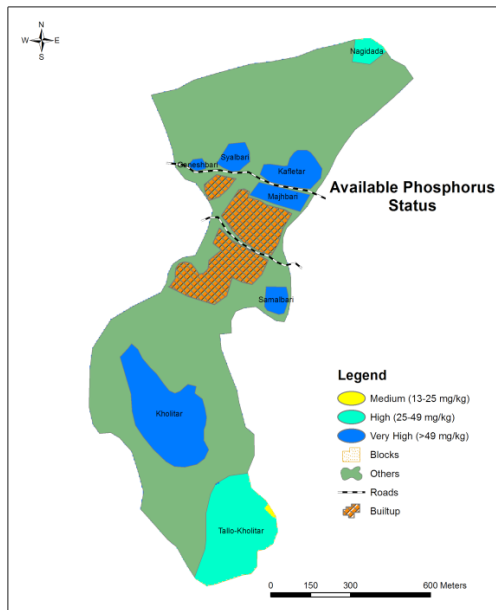 N
W E
S
Nagidada
Syalbari
Ganeshbari
Kafletar
Majhbari
Available Phosphorus
Status
Samalbari
Legend
Medium (13-25 mg/kg)
High (25-49 mg/kg)
Very High (>49 mg/kg)
Blocks
Others
Roads
Builtup
Kholitar
Tallo-Kholitar
0 150 300 600 Meters